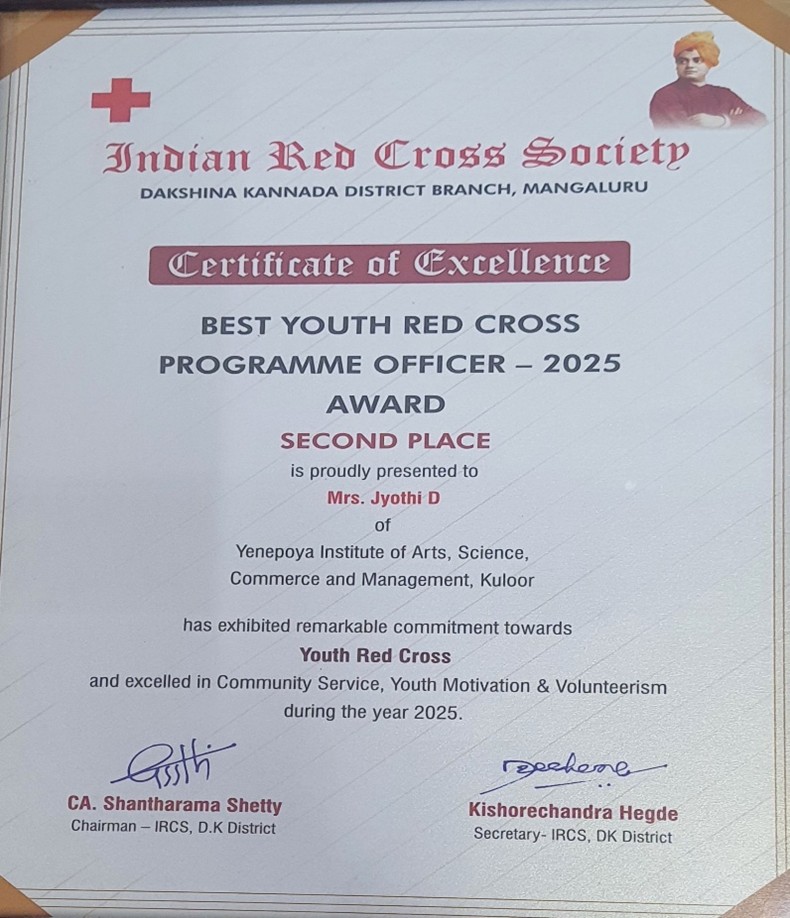 Indian Red Cross Society
DAKSHINA KANNADA DISTRICT BRANCH, MANGALURU
Certificate of Excellence
BEST YOUTH RED CROSS
PROGRAMME OFFICER – 2025
AWARD
SECOND PLACE
is proudly presented to
Mrs. Jyothi D
of
Yenepoya Institute of Arts, Science,
Commerce and Management, Kuloor
has exhibited remarkable commitment towards
Youth Red Cross
and excelled in Community Service, Youth Motivation & Volunteerism
during the year 2025.
CA. Shantharama Shetty
Chairman – IRCS, D.K District
Kishorechandra Hegde
Secretary- IRCS, DK District